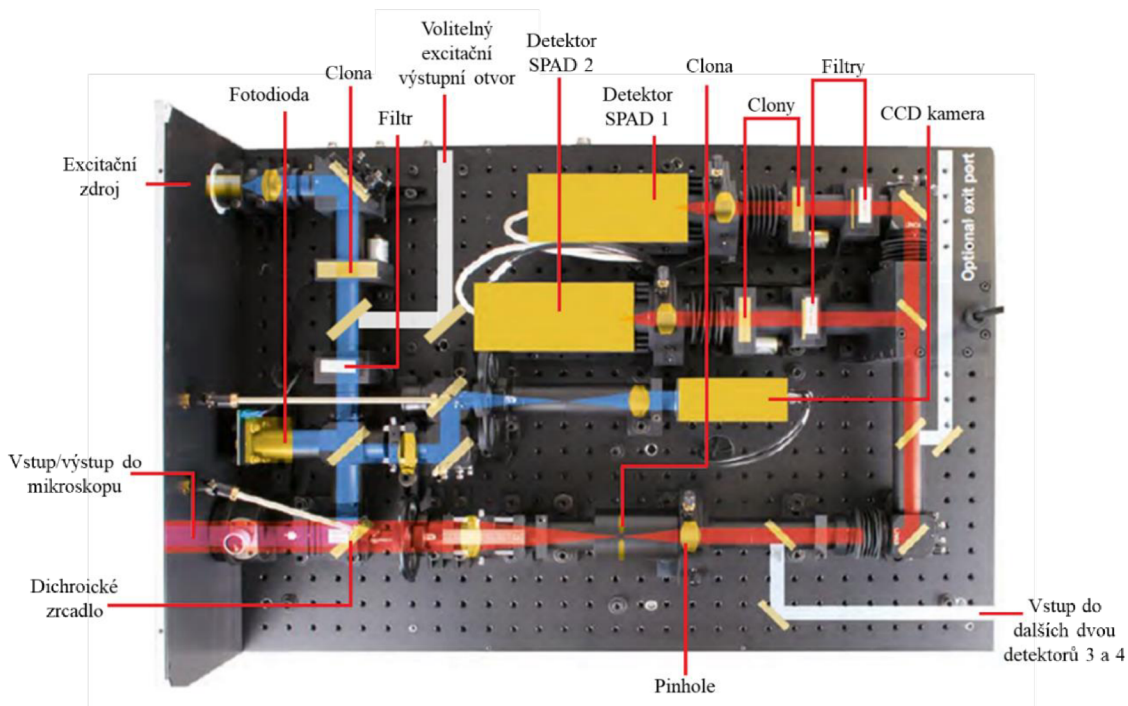 Volitelný
excitační
výstupní otvor
Detektor
SPAD 2
Clona
Filtry
Clona
Detektor
SPAD 1
Clony
CCD kamera
Fotodioda
Filtr
Excitační
zdroj
Optional exit port
Vstup/výstup do
mikroskopu
Dichroické
zrcadlo
Pinhole
Vstup do
dalších dvou
detektorů 3 a 4